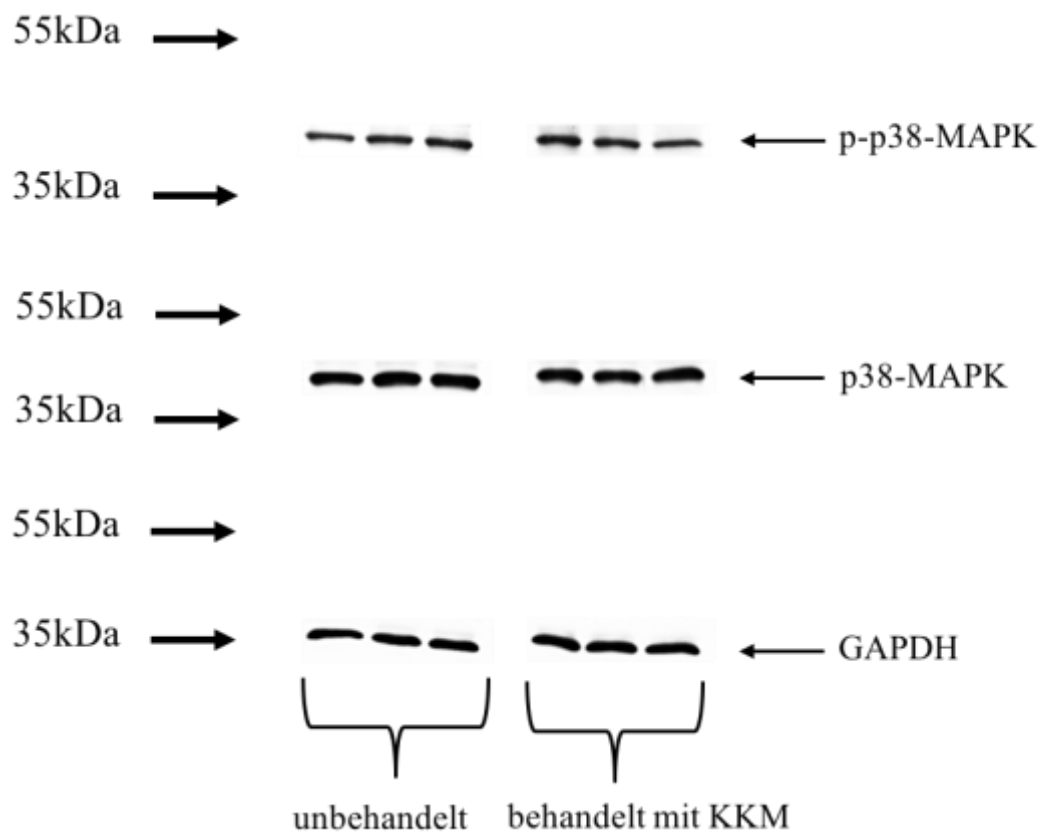 55kDa
p-p38-MAPK
35kDa
55kDa
p38-MAPK
35kDa
55kDa
35kDa
GAPDH
unbehandelt
behandelt mit KKM